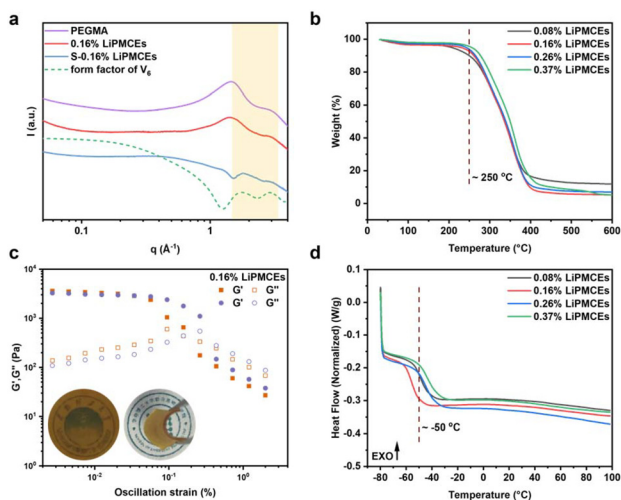 a
PEGMA
0.16% LiPMCEs
S-0.16% LiPMCEs
form factor of V6
I (a.u.)
0.1
1
q (Å⁻¹)
b
0.08% LiPMCEs
0.16% LiPMCEs
0.26% LiPMCEs
0.37% LiPMCEs
~ 250 °C
Weight (%)
100
80
60
40
20
0
0 100 200 300 400 500 600
Temperature (°C)
c
0.16% LiPMCEs
G' G''
G' G''
G',G'' (Pa)
10⁴
10³
10²
10¹
10⁰
10⁻²
10⁻¹
10⁰
Oscillation strain (%)
d
0.08% LiPMCEs
0.16% LiPMCEs
0.26% LiPMCEs
0.37% LiPMCEs
~ -50 °C
EXO
Heat Flow (Normalized) (W/g)
0.1
0.0
-0.1
-0.2
-0.3
-0.4
-0.5
-80 -60 -40 -20 0 20 40 60 80 100
Temperature (°C)